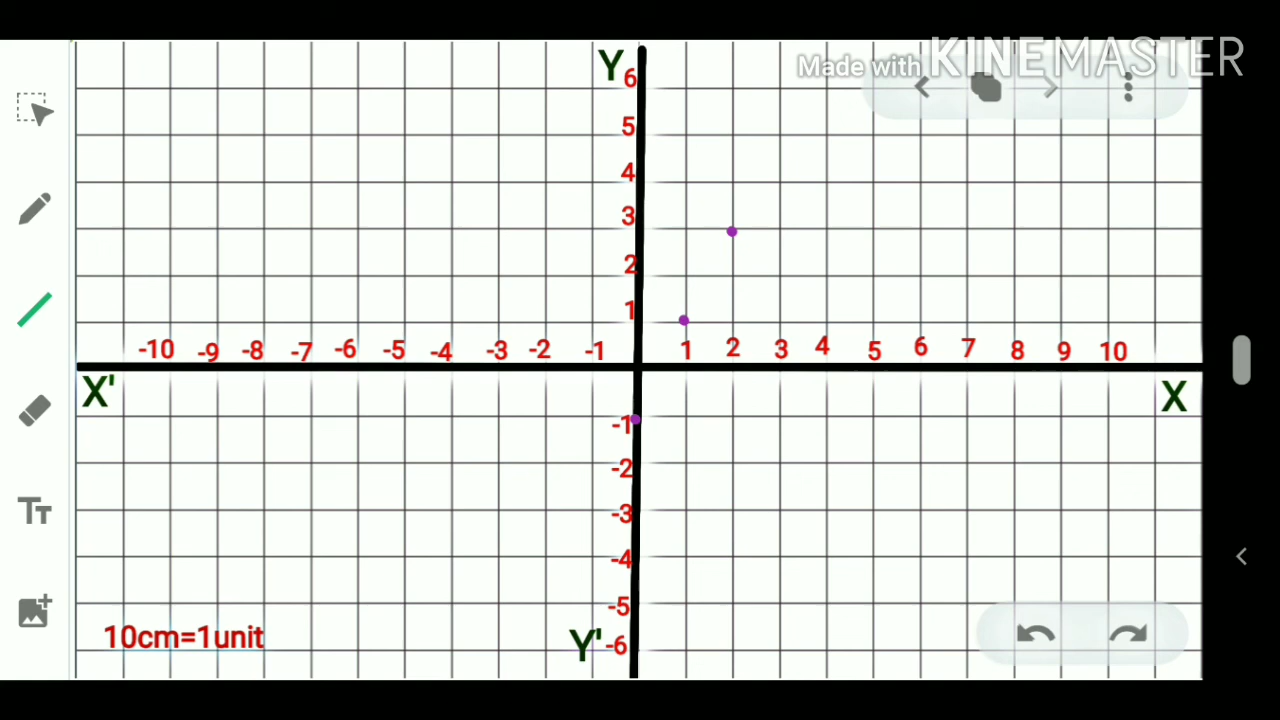 Made with KINEMASTER
Y
6
5
4
3
2
1
-10 -9 -8 -7 -6 -5 -4 -3 -2 -1 1 2 3 4 5 6 7 8 9 10
X' X
-1
-2
-3
-4
-5
Y' -6
10cm=1unit
Tт